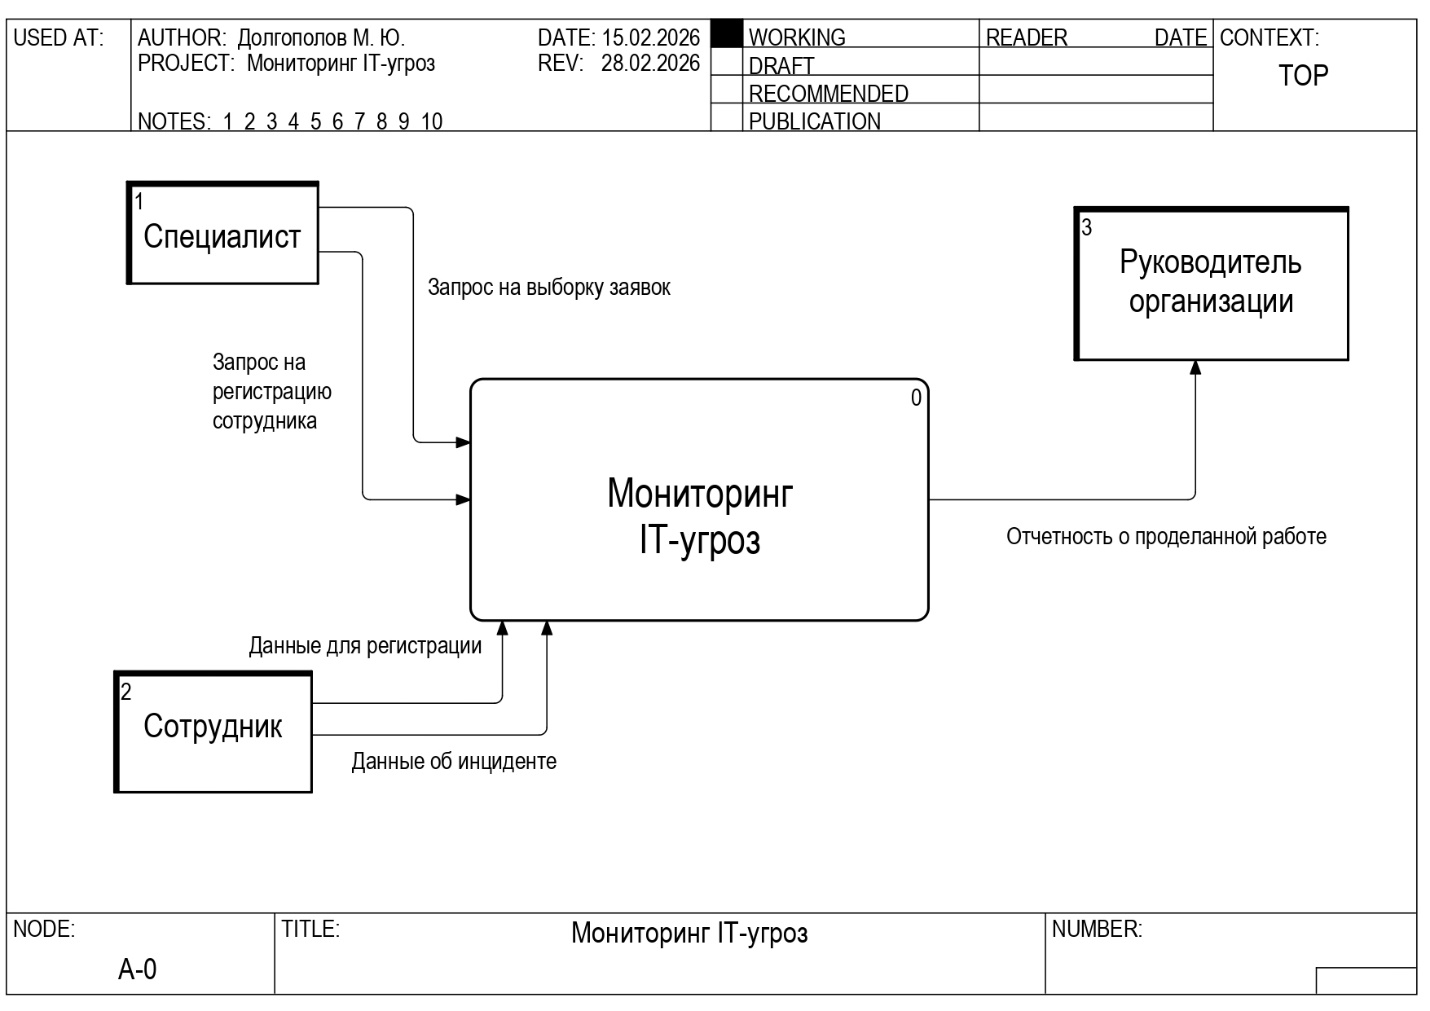 USED AT:
AUTHOR: Долгополов М. Ю.
DATE: 15.02.2026
PROJECT: Мониторинг IT-угроз
REV: 28.02.2026
NOTES: 1 2 3 4 5 6 7 8 9 10
WORKING
DRAFT
RECOMMENDED
PUBLICATION
READER DATE
CONTEXT:
TOP
1
Специалист
3
Руководитель
организации
Запрос на выборку заявок
Запрос на
регистрацию
сотрудника
0
Мониторинг
IT-угроз
Отчетность о проделанной работе
Данные для регистрации
2
Сотрудник
Данные об инциденте
NODE:
A-0
TITLE:
Мониторинг IT-угроз
NUMBER: